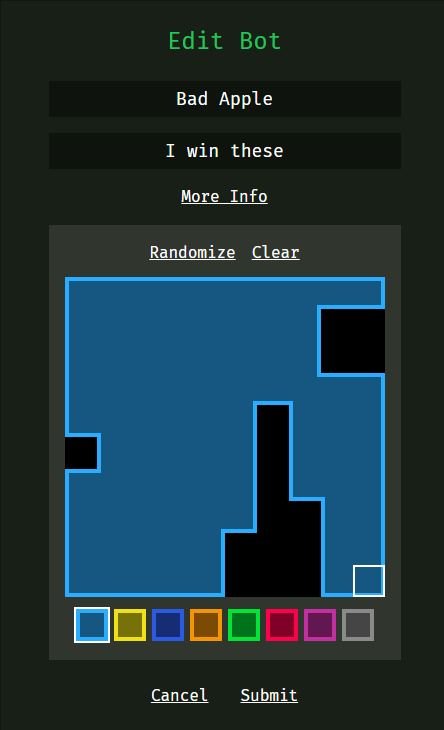 Edit Bot
Bad Apple
I win these
More Info
Randomize Clear
Cancel Submit